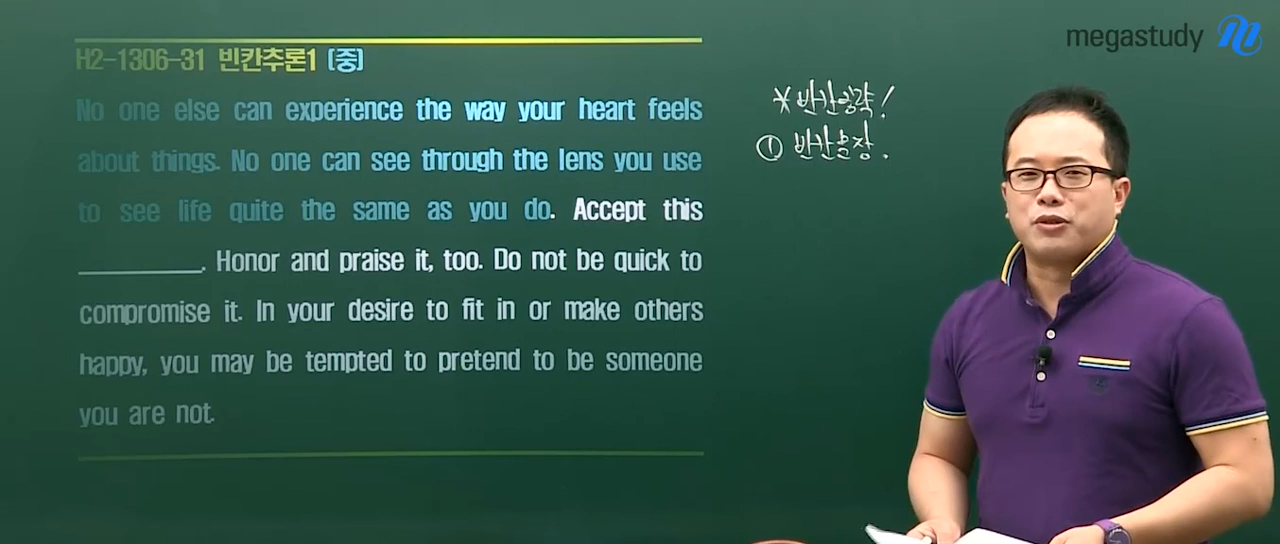 megastudy
H2-1306-31 빈칸추론1 [중]
No one else can experience the way your heart feels
about things. No one can see through the lens you use
to see life quite the same as you do. Accept this
__________. Honor and praise it, too. Do not be quick to
compromise it. In your desire to fit in or make others
happy, you may be tempted to pretend to be someone
you are not.
* 빈칸공략!
① 빈칸문장.